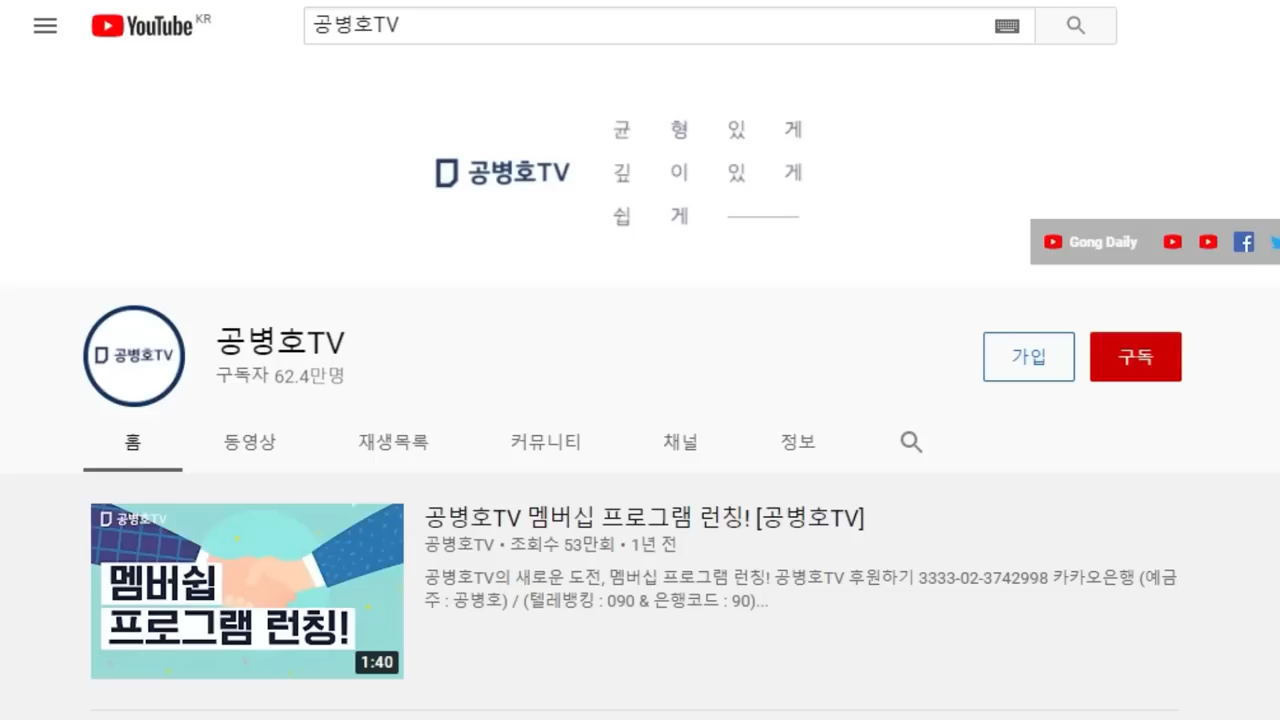 YouTube KR
공병호TV
균 형 있 게
공병호TV
깊 이 있 게
쉽 게
Gong Daily
공병호TV
공병호TV
구독자 62.4만명
가입
구독
홈
동영상
재생목록
커뮤니티
채널
정보
공병호TV
멤버쉽
프로그램 런칭!
1:40
공병호TV 멤버십 프로그램 런칭! [공병호TV]
공병호TV • 조회수 53만회 • 1년 전
공병호TV의 새로운 도전, 멤버십 프로그램 런칭! 공병호TV 후원하기 3333-02-3742998 카카오은행 (예금
주 : 공병호) / (텔레뱅킹 : 090 & 은행코드 : 90)...